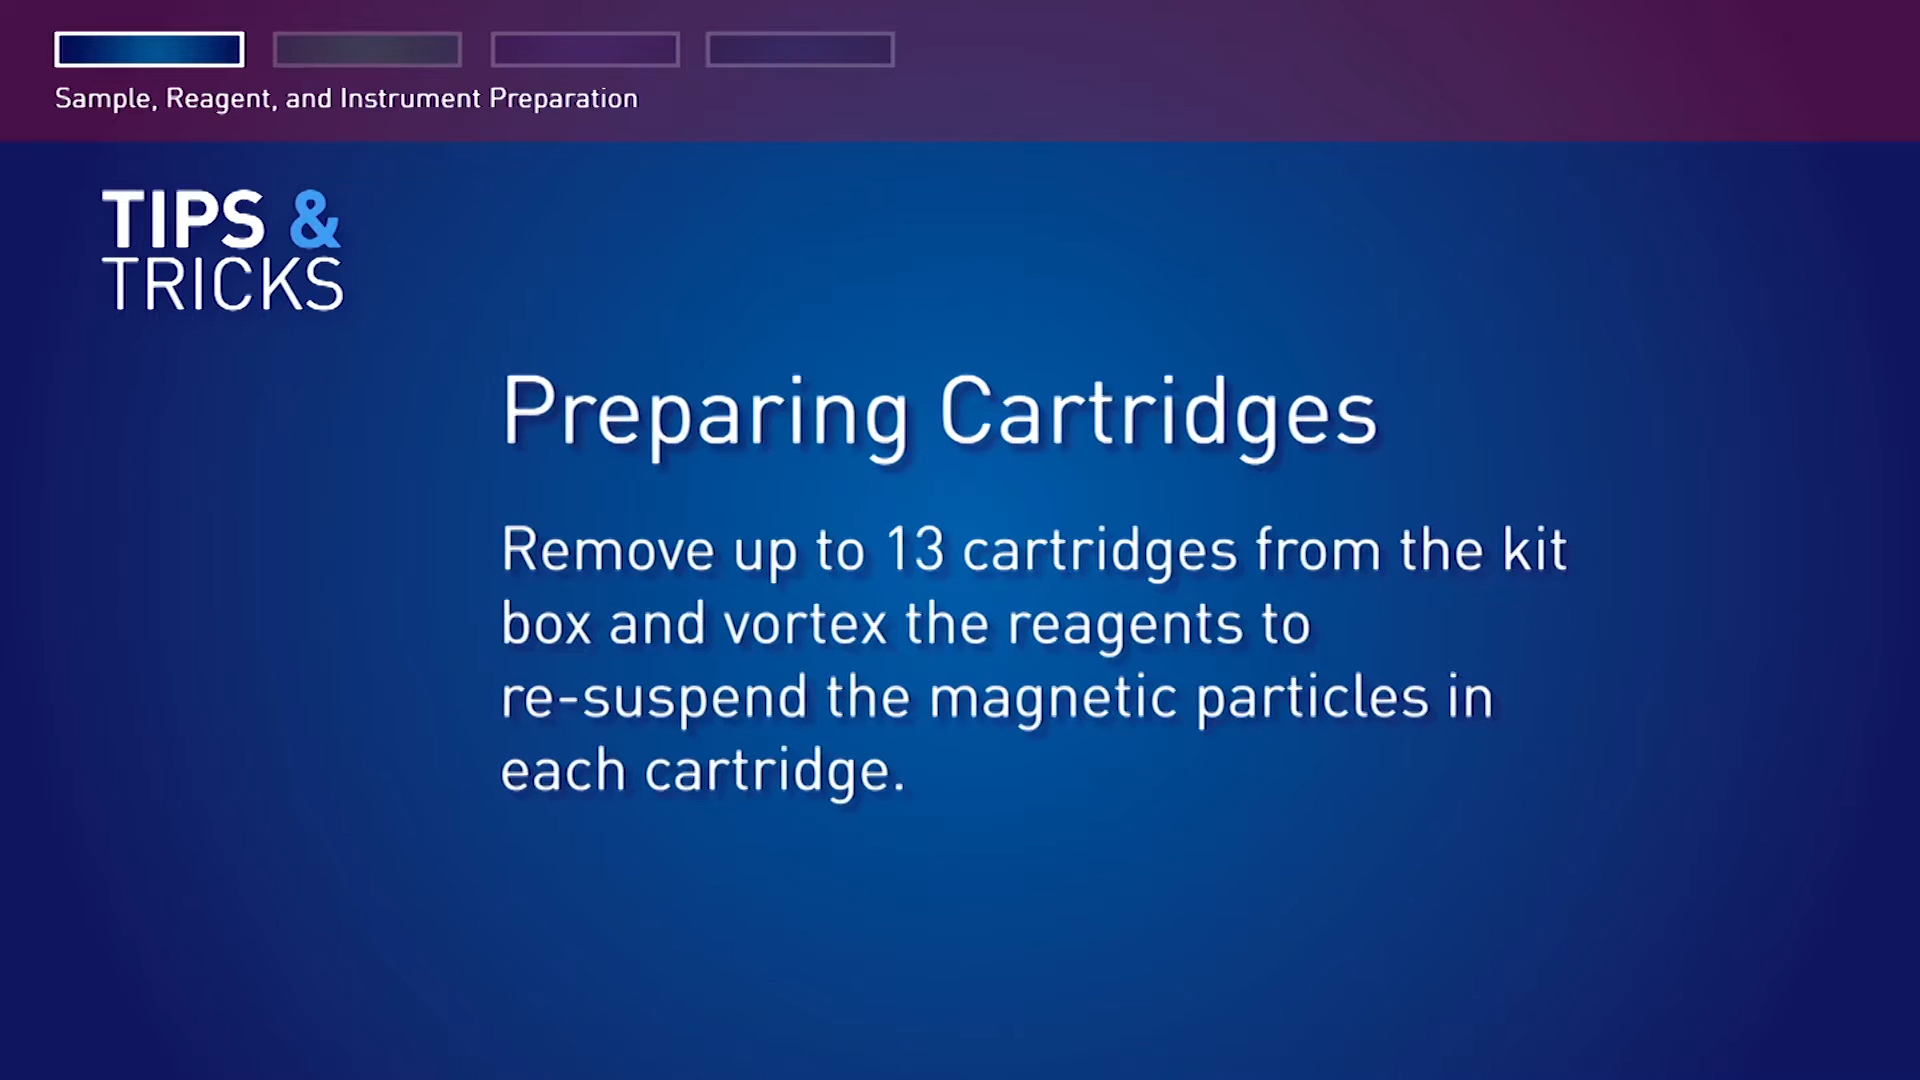 Sample, Reagent, and Instrument Preparation
TIPS &
TRICKS
Preparing Cartridges
Remove up to 13 cartridges from the kit
box and vortex the reagents to
re-suspend the magnetic particles in
each cartridge.